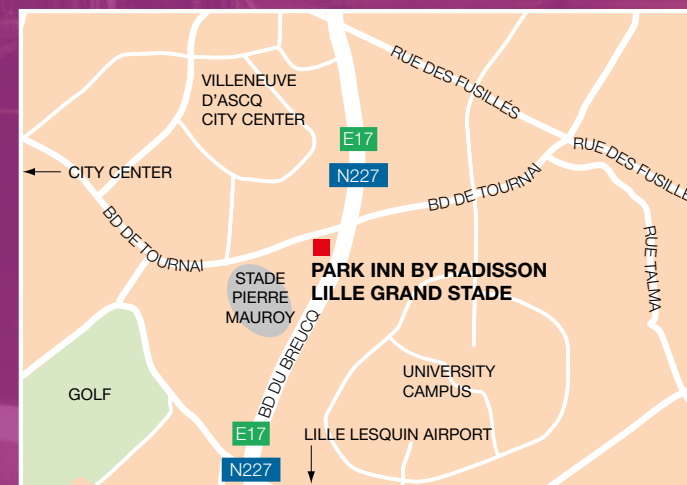 VILLENEUVE
D'ASCQ
CITY CENTER
RUE DES FUSILLÉS
E17
RUE DES FUSILLÉ
CITY CENTER
N227
BD DE TOURNAI
BD DE TOURNAI
RUE TALMA
PARK INN BY RADISSON
LILLE GRAND STADE
STADE
PIERRE
MAUROY
BD DU BREUCQ
UNIVERSITY
CAMPUS
GOLF
E17
LILLE LESQUIN AIRPORT
N227